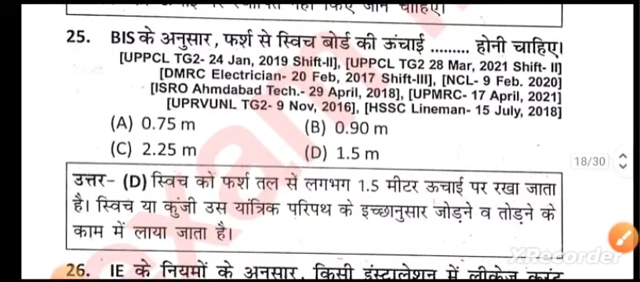 25. BIS के अनुसार, फर्श से स्विच बोर्ड की ऊंचाई ......... होनी चाहिए।
[UPPCL TG2- 24 Jan, 2019 Shift-II], [UPPCL TG2 28 Mar, 2021 Shift- II]
[DMRC Electrician- 20 Feb, 2017 Shift-III], [NCL- 9 Feb. 2020]
[ISRO Ahmdabad Tech.- 29 April, 2018], [UPMRC- 17 April, 2021]
[UPRVUNL TG2- 9 Nov, 2016], [HSSC Lineman- 15 July, 2018]
(A) 0.75 m (B) 0.90 m
(C) 2.25 m (D) 1.5 m
18/30
उत्तर- (D) स्विच को फर्श तल से लगभग 1.5 मीटर ऊचाई पर रखा जाता
है। स्विच या कुंजी उस यांत्रिक परिपथ के इच्छानुसार जोड़ने व तोड़ने के
काम में लाया जाता है।
XRecorder
26. IE के नियमों के अनुसार, किसी इंस्टालेशन में लीकेज करंट